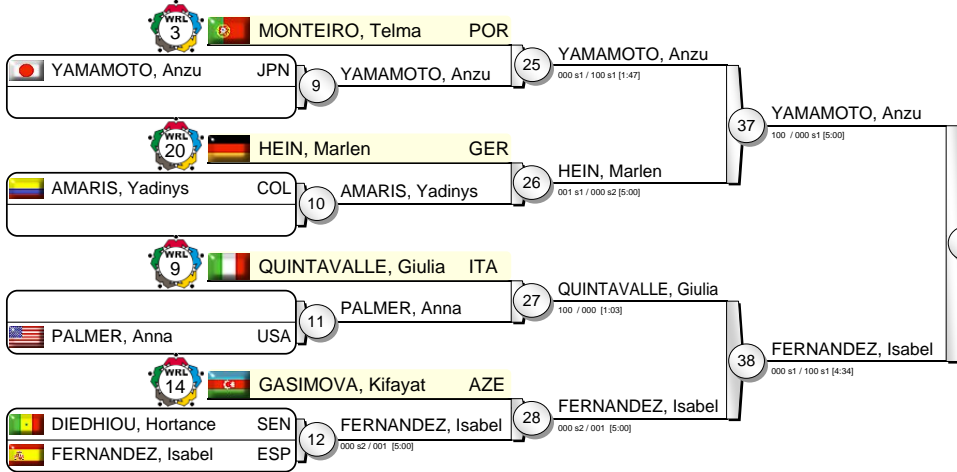 WRL 3 MONTEIRO, Telma POR
YAMAMOTO, Anzu JPN
9 YAMAMOTO, Anzu
25 YAMAMOTO, Anzu
000 s1 / 100 s1 [1:47]
WRL 20 HEIN, Marlen GER
AMARIS, Yadinys COL
10 AMARIS, Yadinys
26 HEIN, Marlen
001 s1 / 000 s2 [5:00]
37 YAMAMOTO, Anzu
100 / 000 s1 [5:00]
WRL 9 QUINTAVALLE, Giulia ITA
PALMER, Anna USA
11 PALMER, Anna
27 QUINTAVALLE, Giulia
100 / 000 [1:03]
WRL 14 GASIMOVA, Kifayat AZE
DIEDHIOU, Hortance SEN
FERNANDEZ, Isabel ESP
12 FERNANDEZ, Isabel
000 s2 / 001 [5:00]
28 FERNANDEZ, Isabel
000 s2 / 001 [5:00]
38 FERNANDEZ, Isabel
000 s1 / 100 s1 [4:34]